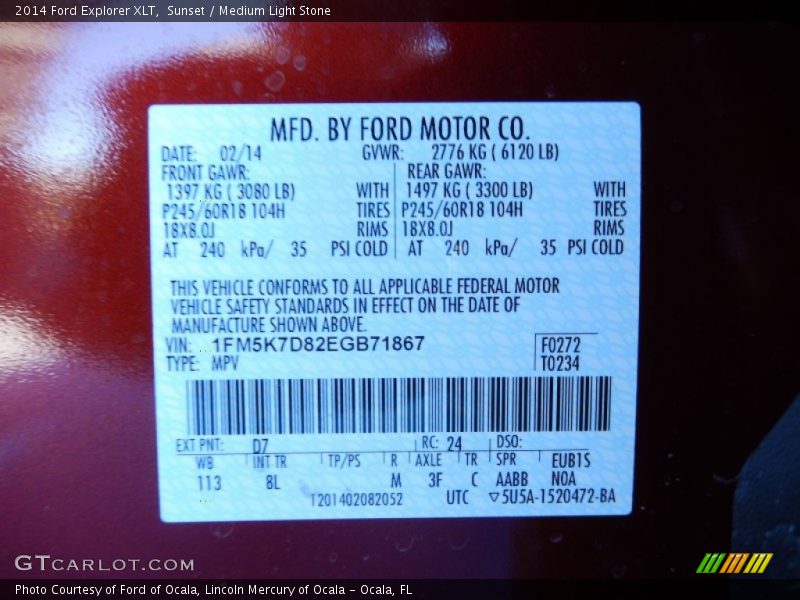 2014 Ford Explorer XLT, Sunset / Medium Light Stone
MFD. BY FORD MOTOR CO.
DATE: 02/14 GVWR: 2776 KG ( 6120 LB)
FRONT GAWR: REAR GAWR:
1397 KG ( 3080 LB) WITH 1497 KG ( 3300 LB) WITH
P245/60R18 104H TIRES P245/60R18 104H TIRES
18X8.0J RIMS 18X8.0J RIMS
AT 240 kPa/ 35 PSI COLD AT 240 kPa/ 35 PSI COLD
THIS VEHICLE CONFORMS TO ALL APPLICABLE FEDERAL MOTOR
VEHICLE SAFETY STANDARDS IN EFFECT ON THE DATE OF
MANUFACTURE SHOWN ABOVE.
VIN: 1FM5K7D82EGB71867 F0272
TYPE: MPV T0234
EXT PNT: D7 RC: 24 DSO:
WB INT TR TP/PS R AXLE TR SPR EUB1S
113 8L M 3F C AABB NOA
1201402082052 UTC ▽5U5A-1520472-BA
GTCARLOT.COM
Photo Courtesy of Ford of Ocala, Lincoln Mercury of Ocala - Ocala, FL